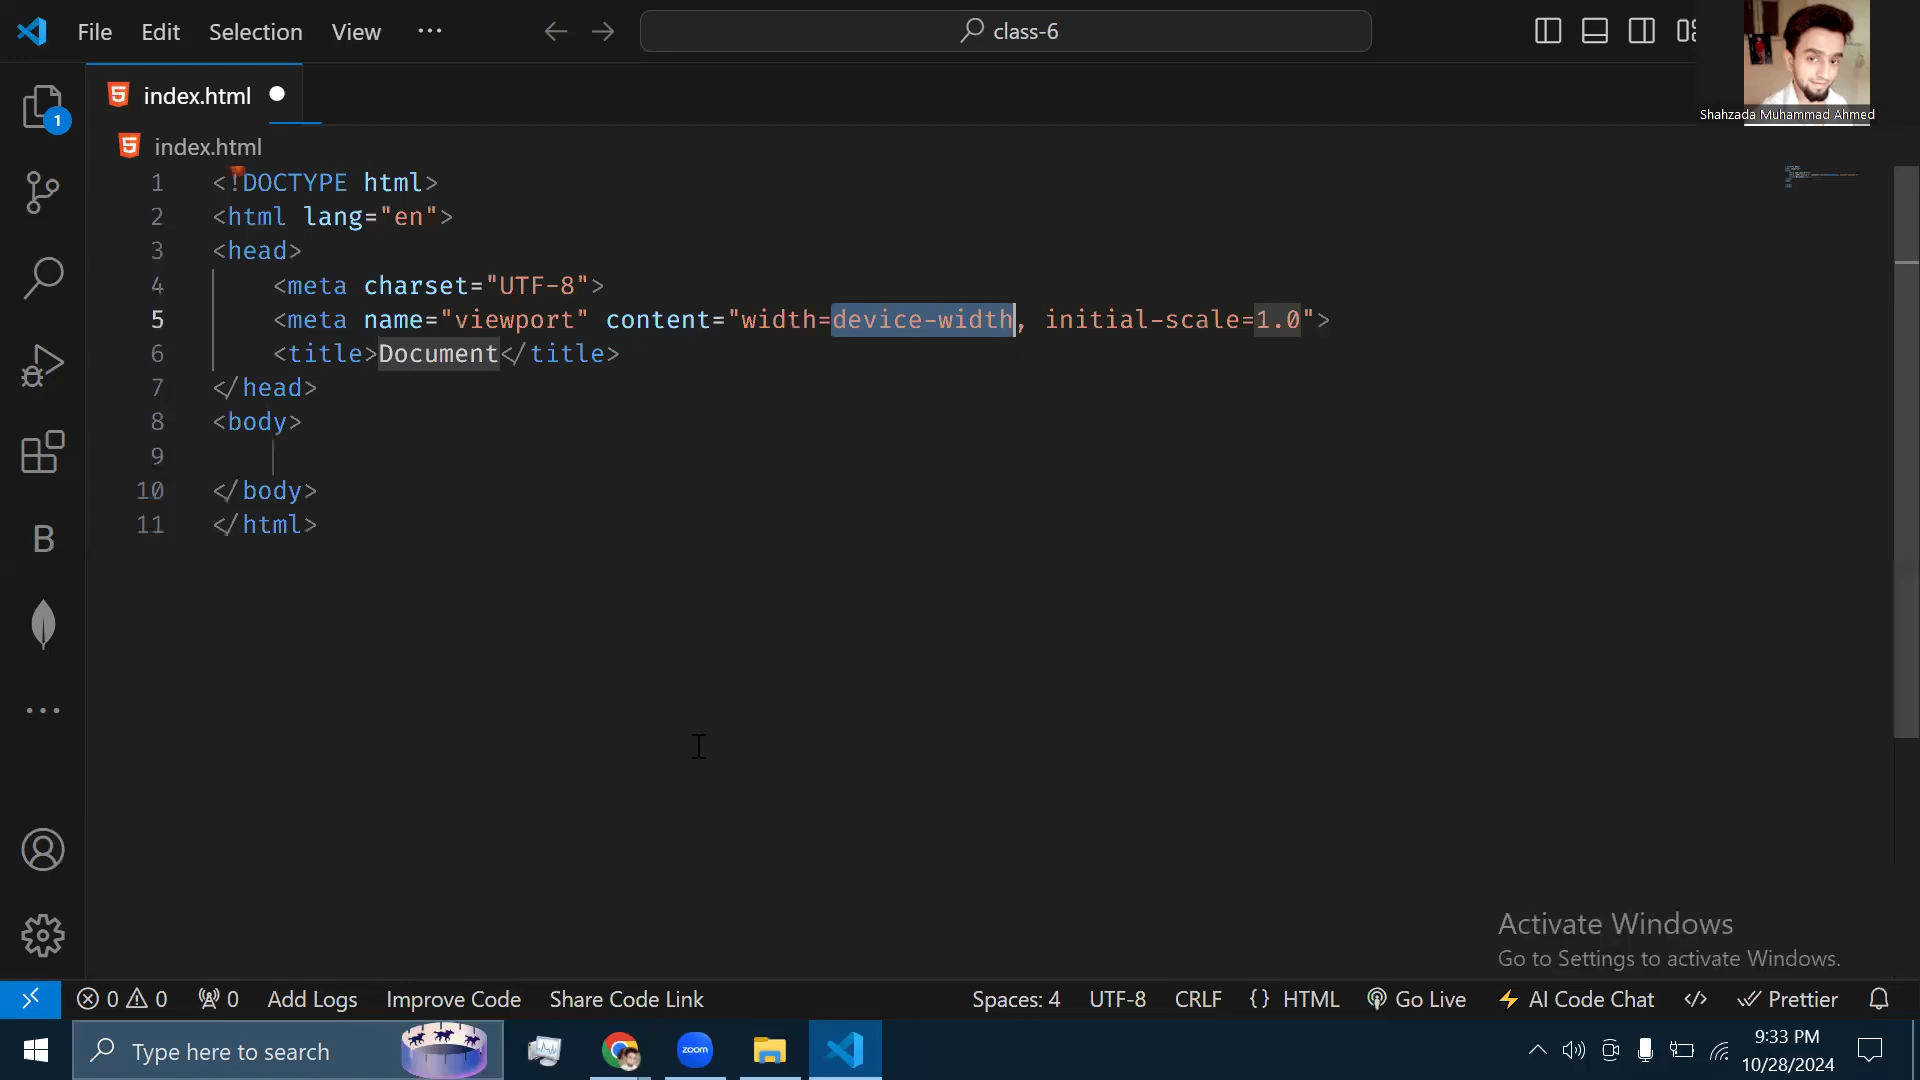 File Edit Selection View ··· class-6
Shahzada Muhammad Ahmed
1
index.html
index.html
1 <!DOCTYPE html>
2 <html lang="en">
3 <head>
4 <meta charset="UTF-8">
5 <meta name="viewport" content="width=device-width, initial-scale=1.0">
6 <title>Document</title>
7 </head>
8 <body>
9
10 </body>
11 </html>
B
Activate Windows
Go to Settings to activate Windows.
0 0 0 Add Logs Improve Code Share Code Link Spaces: 4 UTF-8 CRLF {} HTML Go Live AI Code Chat </> Prettier
Type here to search zoom 9:33 PM
10/28/2024